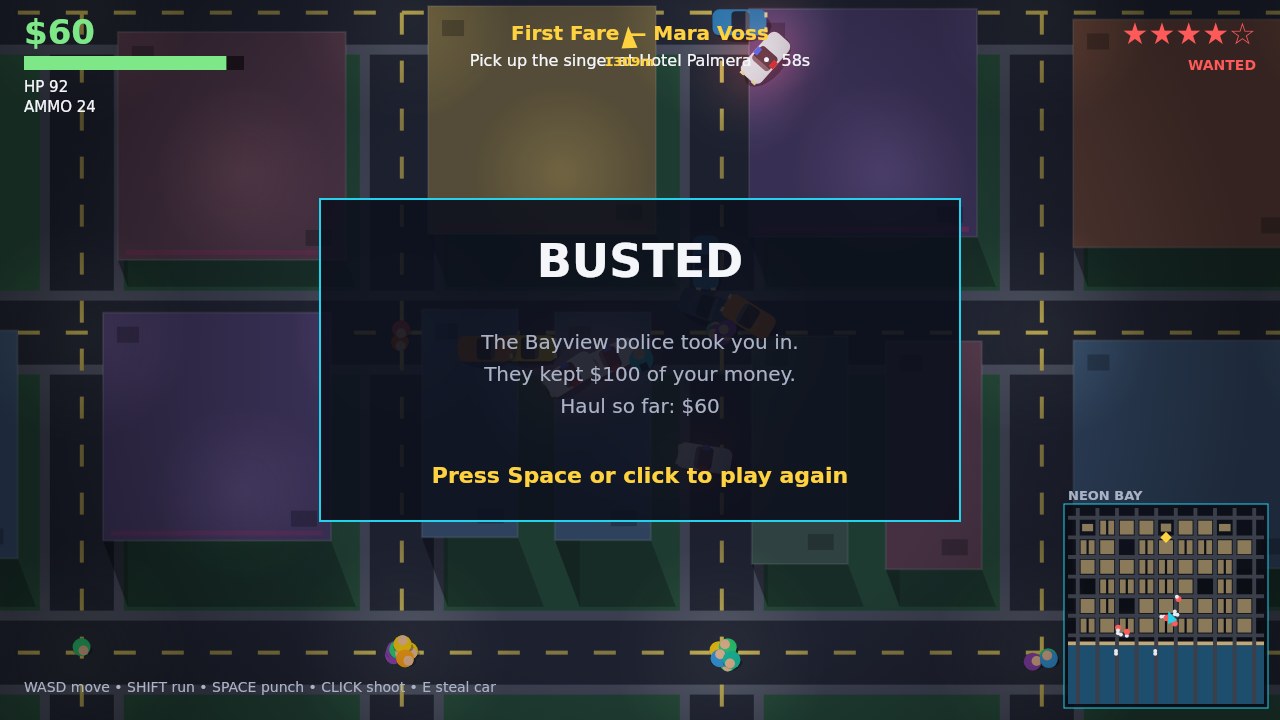 $60
HP 92
AMMO 24
First Fare — Mara Voss
Pick up the singer at Hotel Palmera 58s
★★★★☆
WANTED
BUSTED
The Bayview police took you in.
They kept $100 of your money.
Haul so far: $60
Press Space or click to play again
NEON BAY
WASD move • SHIFT run • SPACE punch • CLICK shoot • E steal car